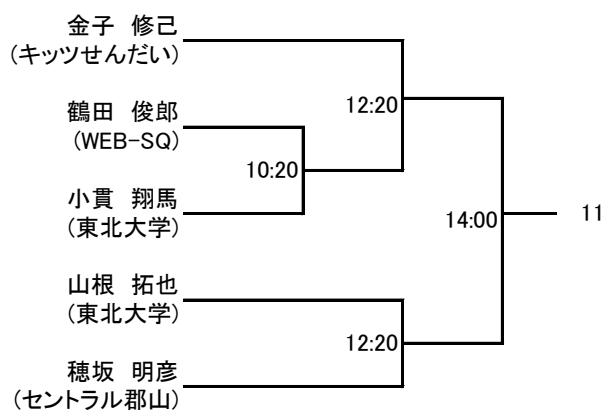 金子　修己
(キッツせんだい)
12:20
鶴田　俊郎
(WEB-SQ)
10:20
小貫　翔馬
(東北大学)
14:00
11
山根　拓也
(東北大学)
12:20
穂坂　明彦
(セントラル郡山)